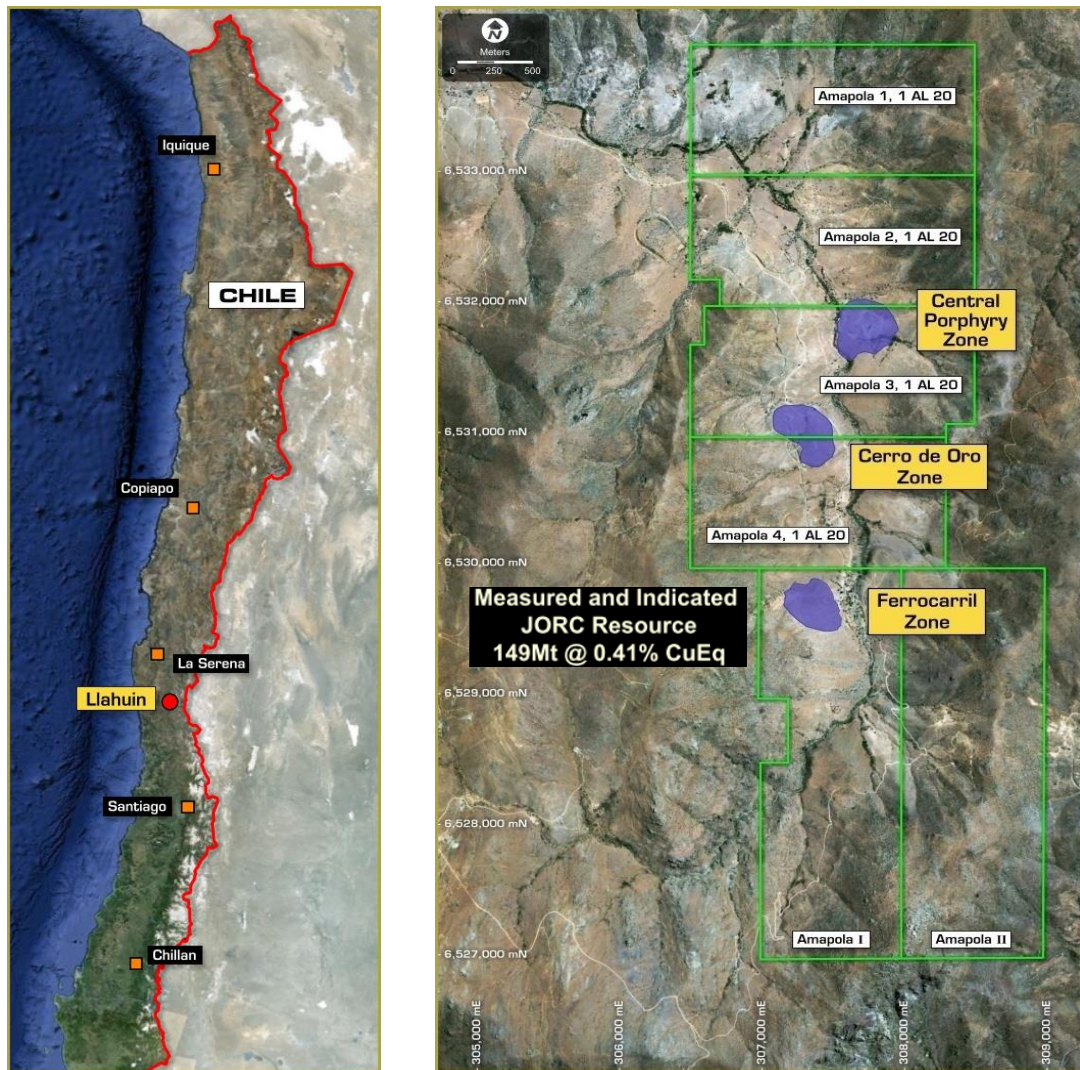 Iquique
CHILE
Copiapo
La Serena
Llahuin
Santiago
Chillan
N
Meters
0 250 500
Amapola 1, 1 AL 20
6,533,000 mN
Amapola 2, 1 AL 20
6,532,000 mN
Central
Porphyry
Zone
Amapola 3, 1 AL 20
6,531,000 mN
Cerro de Oro
Zone
Amapola 4, 1 AL 20
6,530,000 mN
Measured and Indicated
JORC Resource
149Mt @ 0.41% CuEq
Ferrocarril
Zone
6,529,000 mN
6,528,000 mN
Amapola I
Amapola II
6,527,000 mN
305,000 mE
306,000 mE
307,000 mE
308,000 mE
309,000 mE